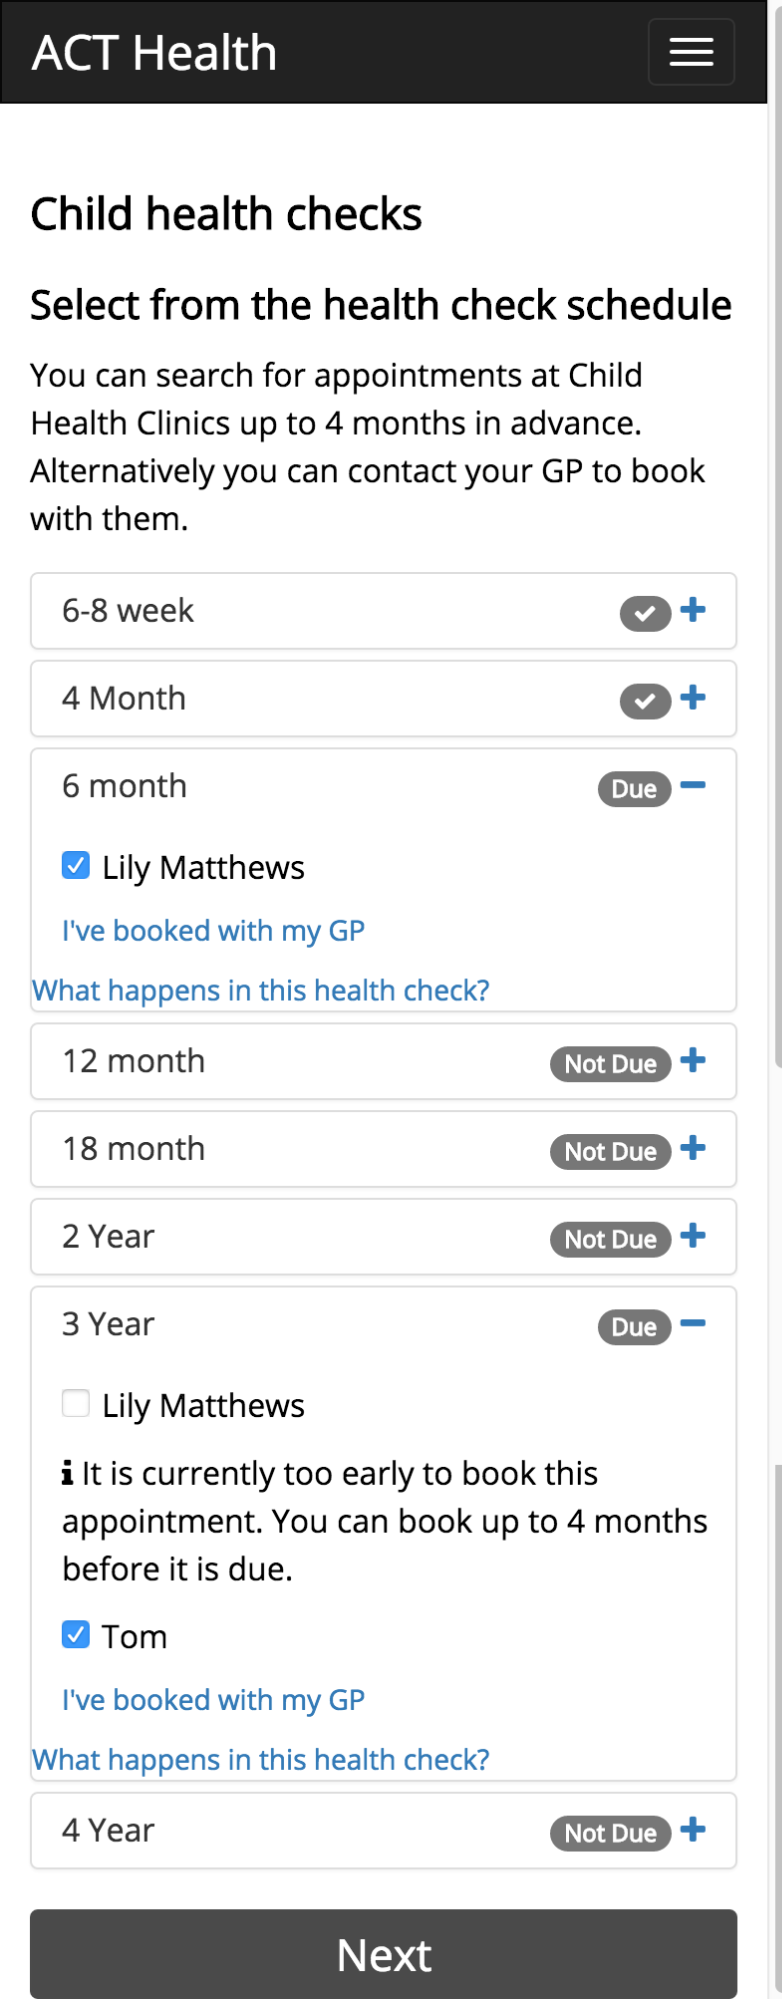 ACT Health
Child health checks
Select from the health check schedule
You can search for appointments at Child
Health Clinics up to 4 months in advance.
Alternatively you can contact your GP to book
with them.
6-8 week
4 Month
6 month Due
Lily Matthews
I've booked with my GP
What happens in this health check?
12 month Not Due
18 month Not Due
2 Year Not Due
3 Year Due
Lily Matthews
It is currently too early to book this
appointment. You can book up to 4 months
before it is due.
Tom
I've booked with my GP
What happens in this health check?
4 Year Not Due
Next